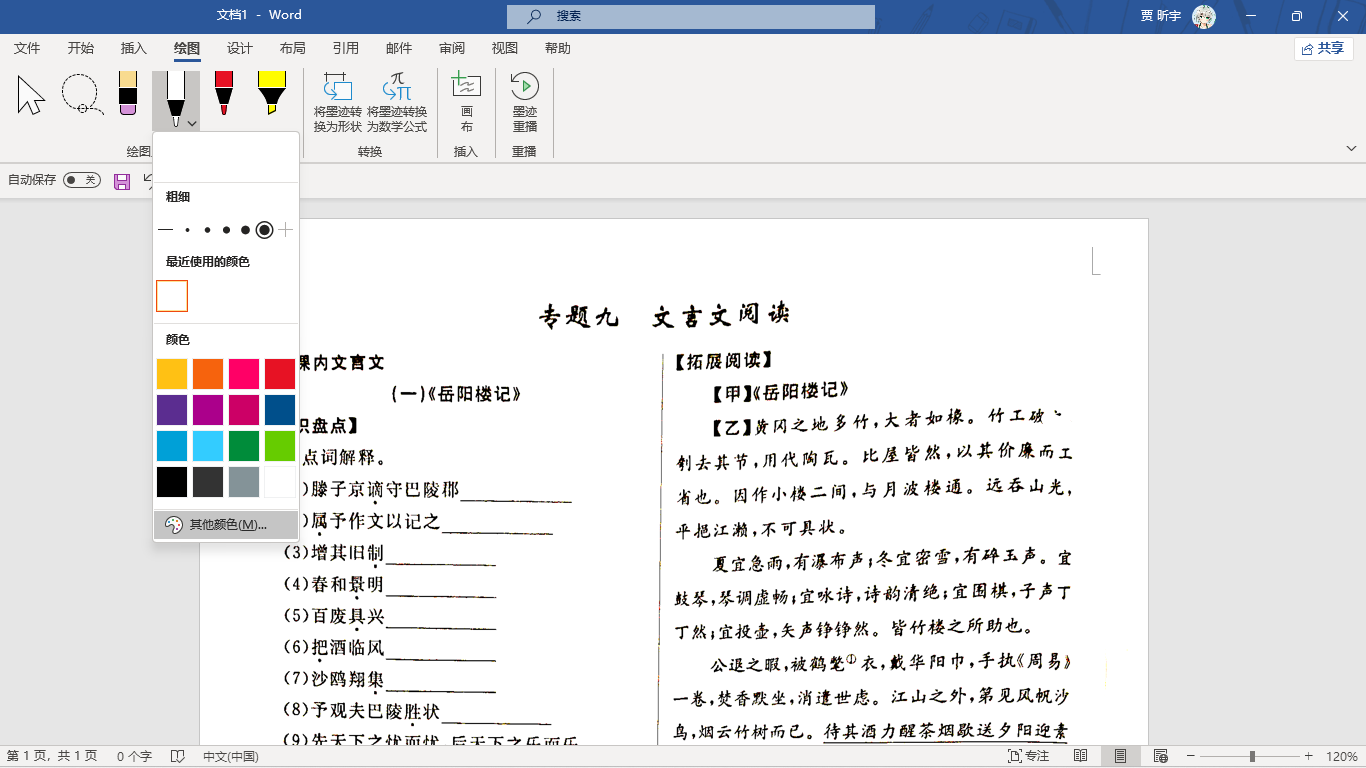 文档1 - Word
搜索
贾 昕宇
文件 开始 插入 绘图 设计 布局 引用 邮件 审阅 视图 帮助
共享
将墨迹转换为形状
将墨迹转换为数学公式
画布
墨迹重播
绘图 转换 插入 重播
自动保存 关
粗细
最近使用的颜色
颜色
其他颜色(M)...
专题九 文言文阅读
课内文言文
(一)《岳阳楼记》
识盘点】
点词解释。
)滕子京谪守巴陵郡
)属予作文以记之
(3)增其旧制
(4)春和景明
(5)百废具兴
(6)把酒临风
(7)沙鸥翔集
(8)予观夫巴陵胜状
(9)先天下之忧而忧,后天下之乐而乐
【拓展阅读】
【甲】《岳阳楼记》
【乙】黄冈之地多竹,大者如椽。竹工破
刳去其节,用代陶瓦。比屋皆然,以其价廉而工
省也。因作小楼二间,与月波楼通。远吞山光,
平挹江濑,不可具状。
夏宜急雨,有瀑布声;冬宜密雪,有碎玉声。宜
鼓琴,琴调虚畅;宜咏诗,诗韵清绝;宜围棋,子声丁
丁然;宜投壶,矢声铮铮然。皆竹楼之所助也。
公退之暇,被鹤氅①衣,戴华阳巾,手执《周易》
一卷,焚香默坐,消遣世虑。江山之外,第见风帆沙
鸟,烟云竹树而已。待其酒力醒茶烟歇送夕阳迎素
第 1 页，共 1 页 0 个字 中文(中国)
专注
120%